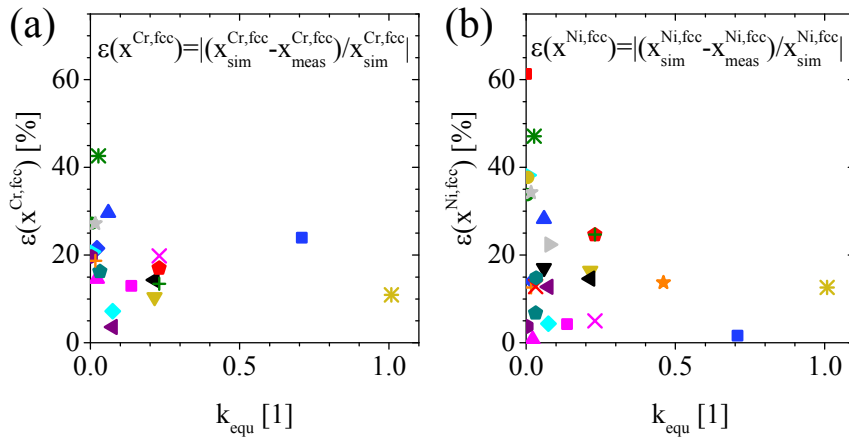 (a)
ε(x^Cr,fcc)=|(x_sim^Cr,fcc-x_meas^Cr,fcc)/x_sim^Cr,fcc|
60
40
20
0
ε(x^Cr,fcc) [%]
0.0 0.5 1.0
k_equ [1]
(b)
ε(x^Ni,fcc)=|(x_sim^Ni,fcc-x_meas^Ni,fcc)/x_sim^Ni,fcc|
60
40
20
0
ε(x^Ni,fcc) [%]
0.0 0.5 1.0
k_equ [1]